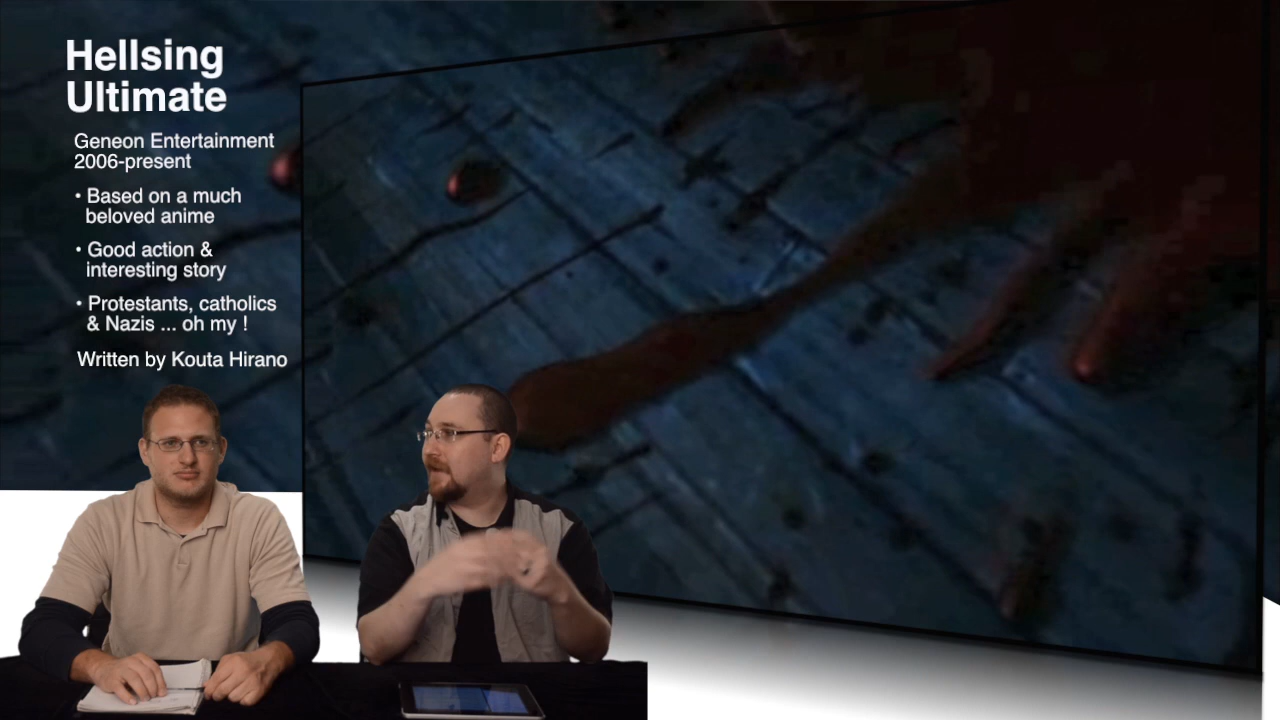 Hellsing
Ultimate
Geneon Entertainment
2006-present
• Based on a much
beloved anime
• Good action &
interesting story
• Protestants, catholics
& Nazis ... oh my !
Written by Kouta Hirano